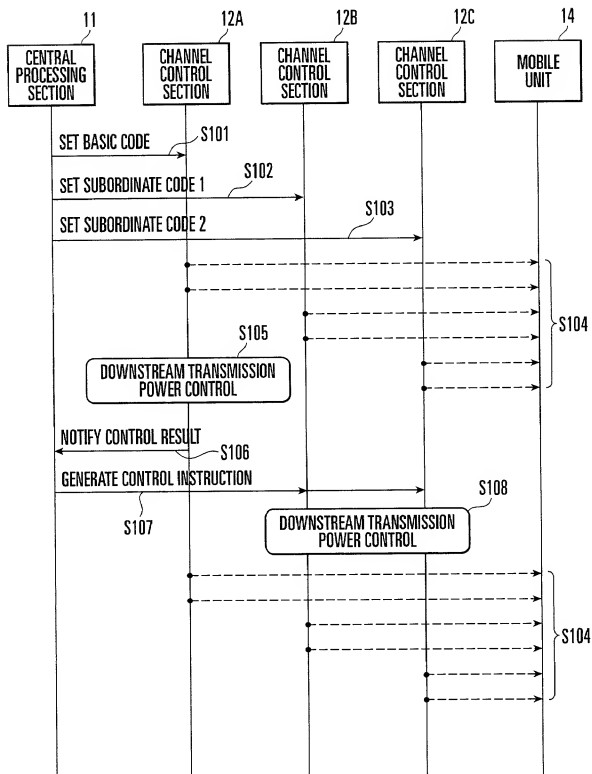 11
12A
12B
12C
14
CENTRAL
PROCESSING
SECTION
CHANNEL
CONTROL
SECTION
CHANNEL
CONTROL
SECTION
CHANNEL
CONTROL
SECTION
MOBILE
UNIT
SET BASIC CODE
S101
SET SUBORDINATE CODE 1
S102
SET SUBORDINATE CODE 2
S103
S104
S105
DOWNSTREAM TRANSMISSION
POWER CONTROL
NOTIFY CONTROL RESULT
S106
GENERATE CONTROL INSTRUCTION
S107
S108
DOWNSTREAM TRANSMISSION
POWER CONTROL
S104